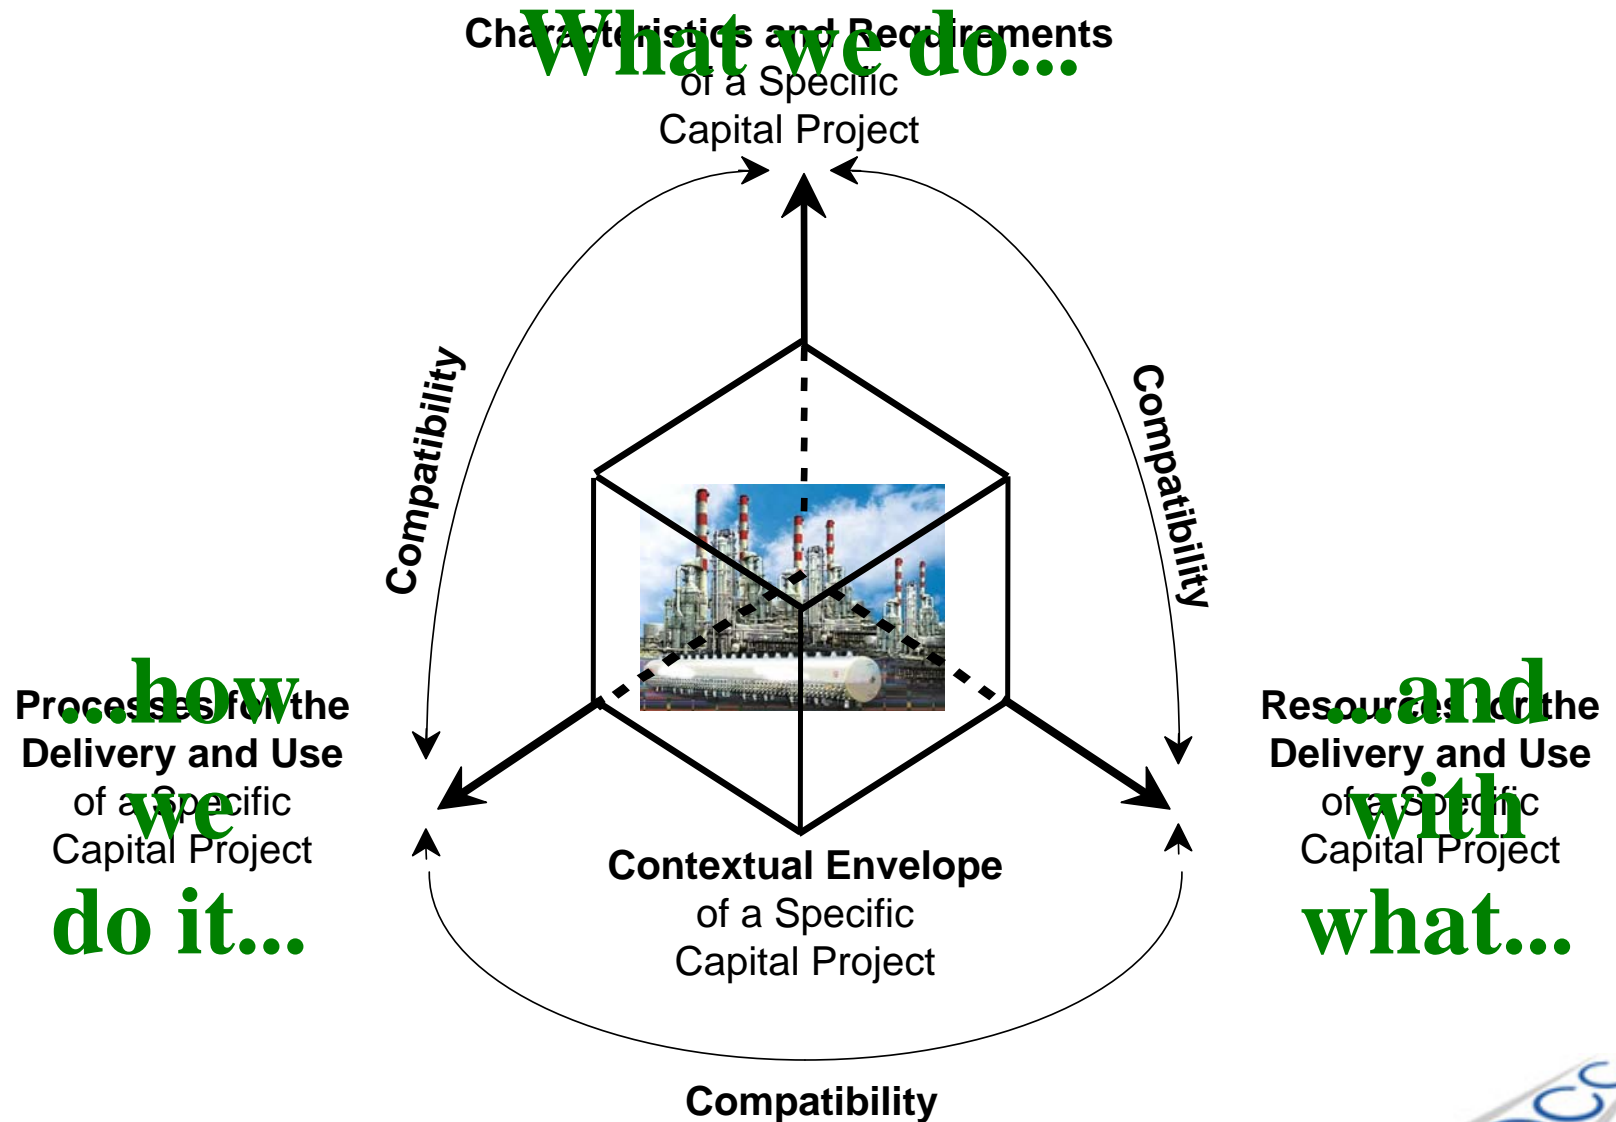 Characteristics and Requirements
of a Specific
Capital Project
What we do...
Compatibility
Compatibility
Processes for the
Delivery and Use
of a Specific
Capital Project
...how
we
do it...
Contextual Envelope
of a Specific
Capital Project
Resources for the
Delivery and Use
of a Specific
Capital Project
...and
with
what...
Compatibility